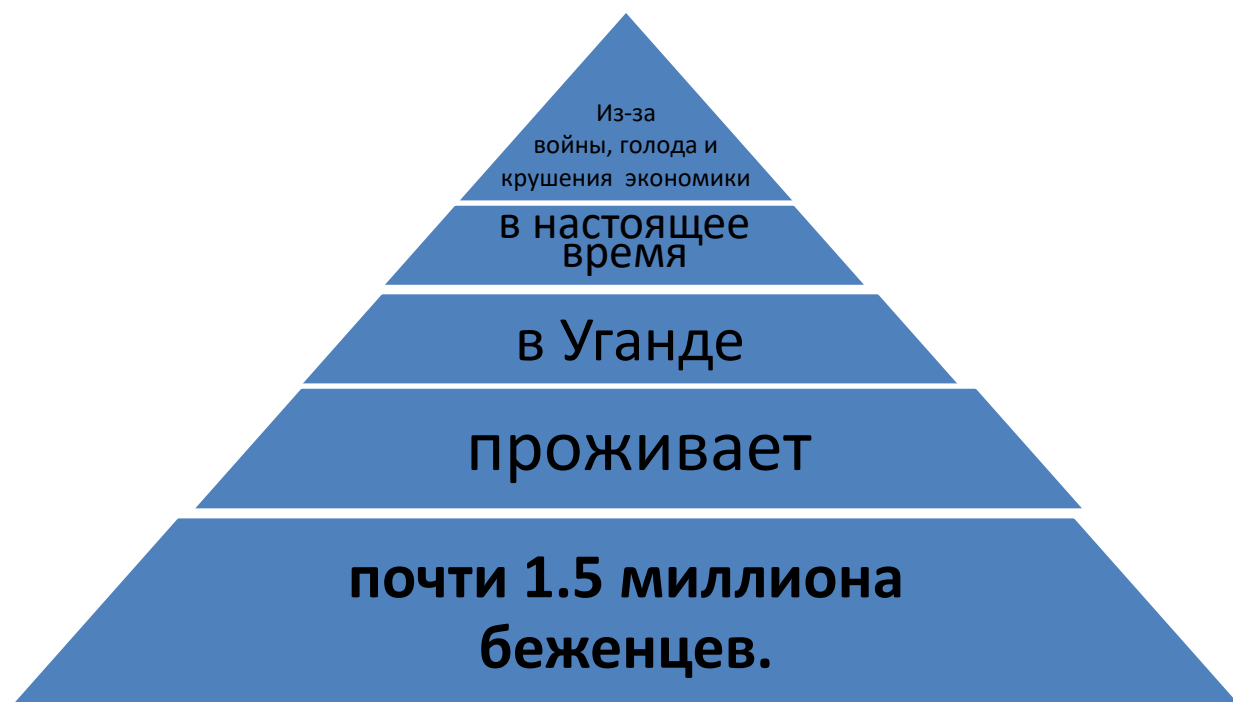 Из-за
войны, голода и
крушения экономики
в настоящее
время
в Уганде
проживает
почти 1.5 миллиона
беженцев.